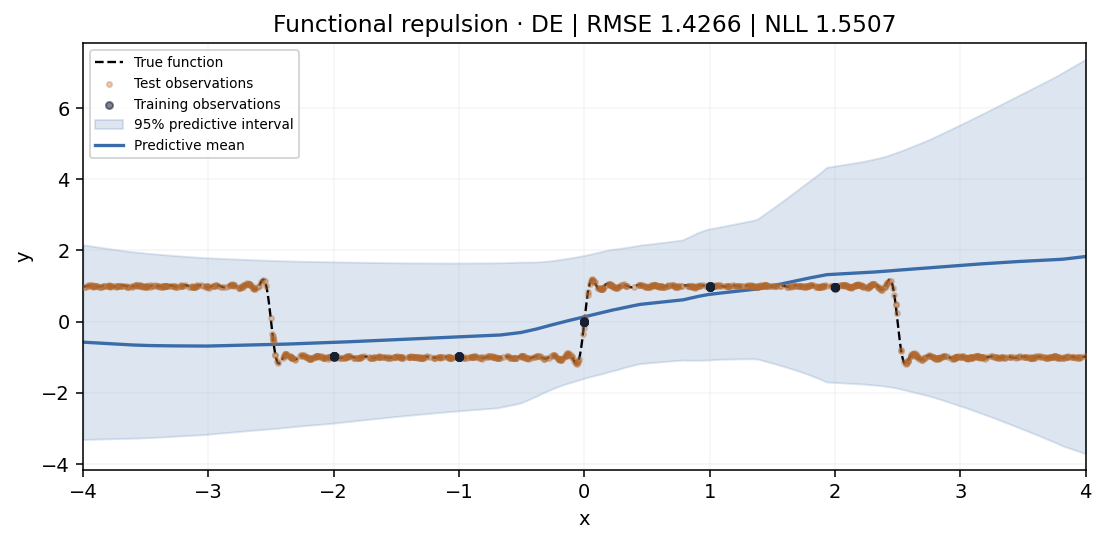 Functional repulsion · DE | RMSE 1.4266 | NLL 1.5507
True function
Test observations
Training observations
95% predictive interval
Predictive mean
y
6
4
2
0
−2
−4
−4 −3 −2 −1 0 1 2 3 4
x